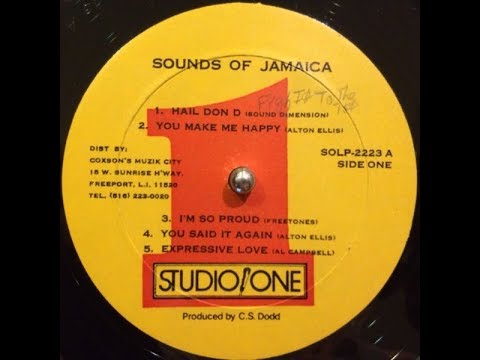 SOUNDS OF JAMAICA
1. HAIL DON D (SOUND DIMENSION)
2. YOU MAKE ME HAPPY (ALTON ELLIS)
DIST BY:
COXSON'S MUZIK CITY
15 W. SUNRISE H'WAY.
FREEPORT, L.I. 11520
TEL. (516) 223-0020
SOLP-2223 A
SIDE ONE
3. I'M SO PROUD (FREETONES)
4. YOU SAID IT AGAIN (ALTON ELLIS)
5. EXPRESSIVE LOVE (AL CAMPBELL)
1
STUDIO ONE
Produced by C.S. Dodd